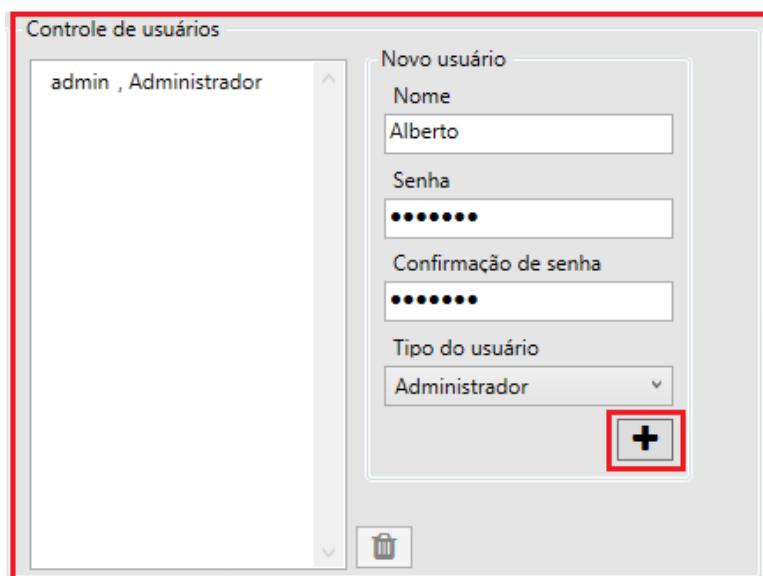 Controle de usuários
admin , Administrador
Novo usuário
Nome
Alberto
Senha
•••••••
Confirmação de senha
•••••••
Tipo do usuário
Administrador